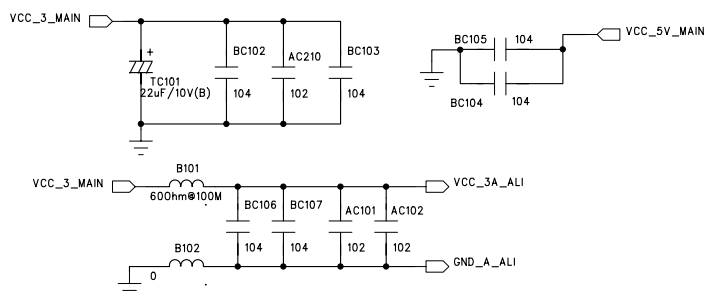 VCC_3_MAIN
BC102
AC210
BC103
+
TC101
22uF/10V(B)
104
102
104
BC105
104
VCC_5V_MAIN
BC104
104
VCC_3_MAIN
B101
600hm@100M
VCC_3A_ALI
BC106
BC107
AC101
AC102
104
104
102
102
B102
0
GND_A_ALI